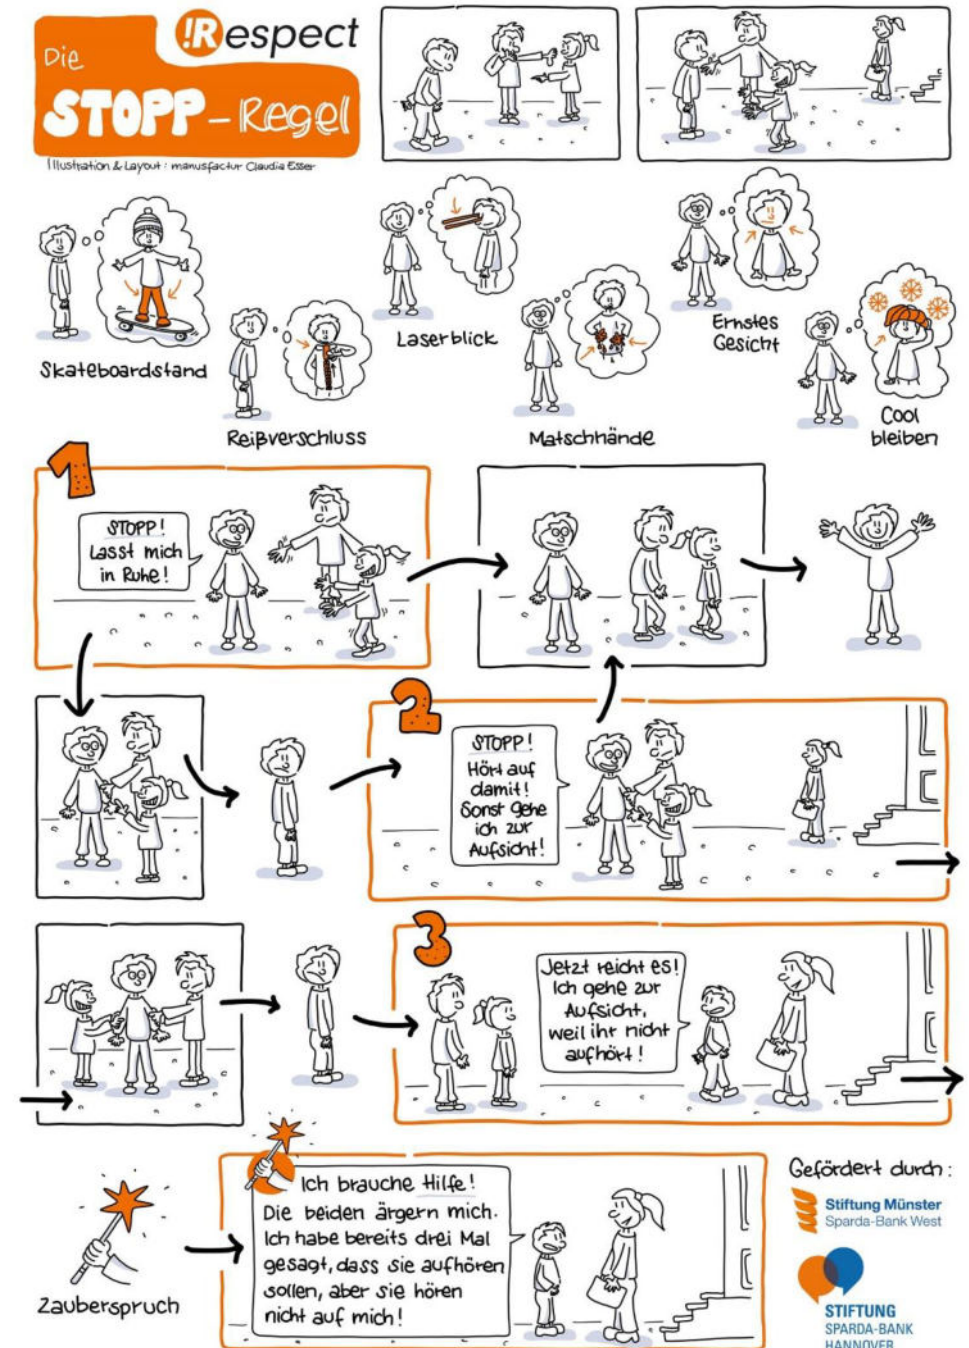 Die
!Respect
STOPP-Regel
Illustration & Layout: manusfactur Claudia Esser
Skateboardstand
Reißverschluss
Laserblick
Matschhände
Ernstes
Gesicht
Cool
bleiben
1
STOPP!
Lasst mich
in Ruhe!
2
STOPP!
Hört auf
damit!
Sonst gehe
ich zur
Aufsicht!
3
Jetzt reicht es!
Ich gehe zur
Aufsicht,
weil ihr nicht
aufhört!
Zauberspruch
Ich brauche Hilfe!
Die beiden ärgern mich.
Ich habe bereits drei Mal
gesagt, dass sie aufhören
sollen, aber sie hören
nicht auf mich!
Gefördert durch:
Stiftung Münster
Sparda-Bank West
STIFTUNG
SPARDA-BANK
HANNOVER